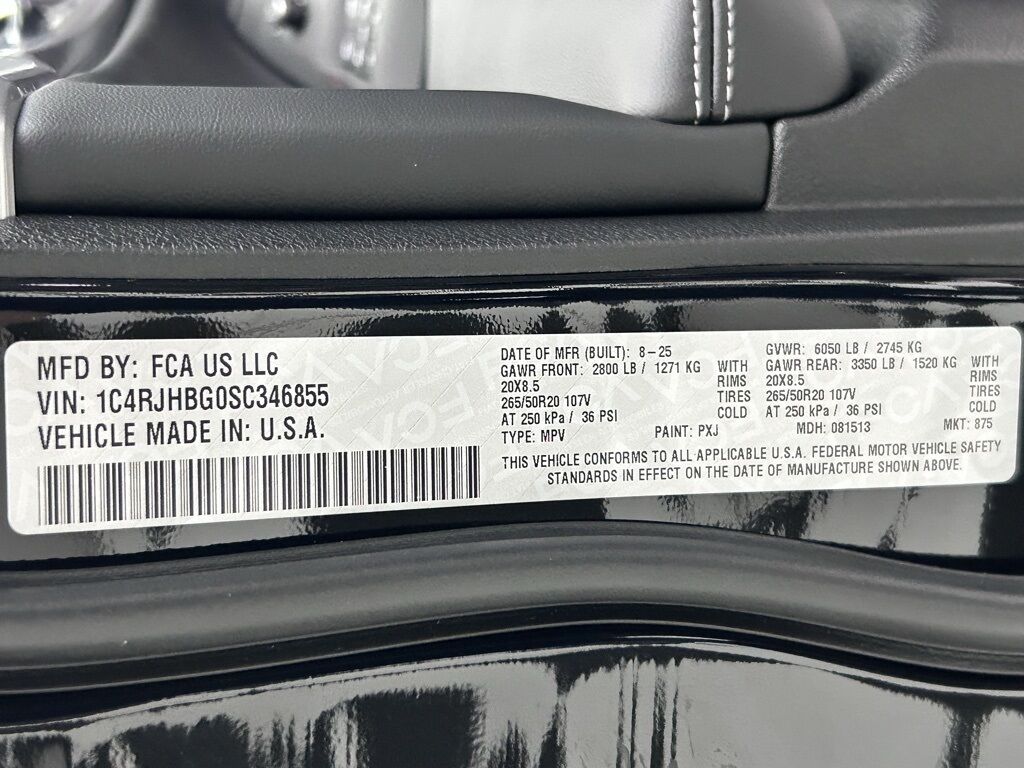 MFD BY: FCA US LLC
VIN: 1C4RJHBG0SC346855
VEHICLE MADE IN: U.S.A.
DATE OF MFR (BUILT): 8-25
GAWR FRONT: 2800 LB / 1271 KG WITH
20X8.5 RIMS
265/50R20 107V TIRES
AT 250 kPa / 36 PSI COLD
TYPE: MPV PAINT: PXJ
GVWR: 6050 LB / 2745 KG
GAWR REAR: 3350 LB / 1520 KG WITH
20X8.5 RIMS
265/50R20 107V TIRES
AT 250 kPa / 36 PSI COLD
MDH: 081513 MKT: 875
THIS VEHICLE CONFORMS TO ALL APPLICABLE U.S.A. FEDERAL MOTOR VEHICLE SAFETY
STANDARDS IN EFFECT ON THE DATE OF MANUFACTURE SHOWN ABOVE.